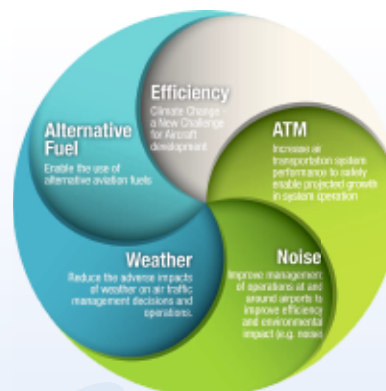 Efficiency
Climate Change -
a New Challenge
for Aircraft
development
Alternative
Fuel
Enable the use of
alternative aviation fuels
ATM
Increase air
transportation system
performance to safely
enable projected growth
in system operation
Weather
Reduce the adverse impacts
of weather on air traffic
management decisions and
operations.
Noise
Improve management
of operations at and
around airports to
improve efficiency
and environmental
impact (e.g. noise)